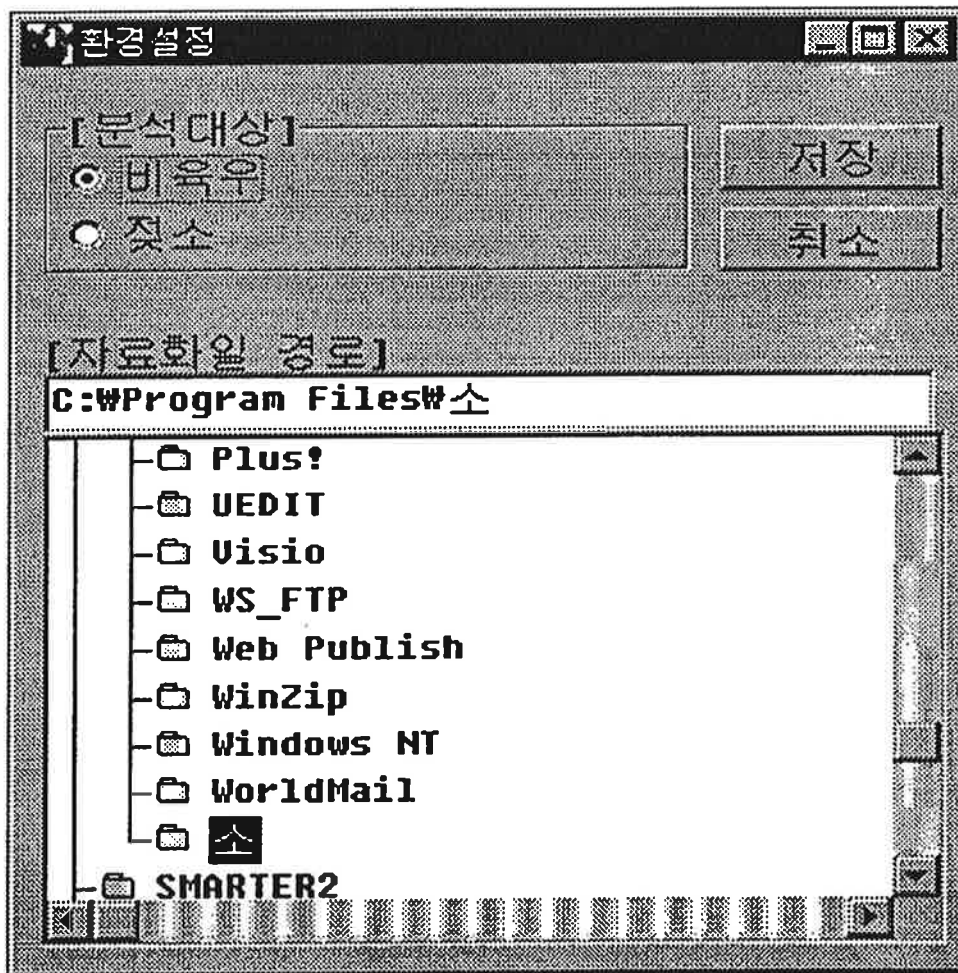 환경설정
[분석대상]
비육우
젖소
저장
취소
[자료화일 경로]
C:₩Program Files₩소
Plus!
UEDIT
Visio
WS_FTP
Web Publish
WinZip
Windows NT
WorldMail
소
SMARTER2